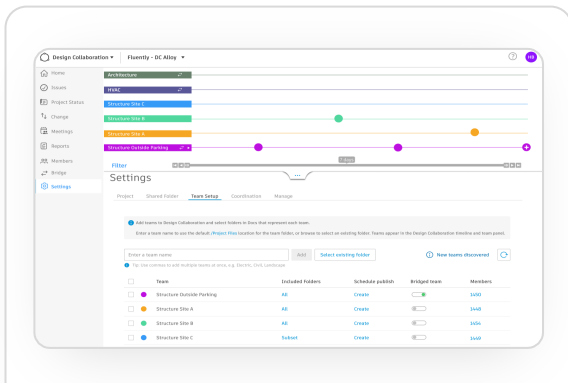 Design Collaboration
Fluently - DC Alloy
?
HB
Home
Issues
Project Status
Change
Meetings
Reports
Members
Bridge
Settings
Architecture
HVAC
Structure Site C
Structure Site B
Structure Site A
Structure Outside Parking
Filter
Settings
Project Shared Folder Team Setup Coordination Manage
Add teams to Design Collaboration and select folders in Docs that represent each team.
Enter a team name to use the default /Project Files location for the team folder, or browse to select an existing folder. Teams appear in the Design Collaboration timeline and team panel.
Enter a team name Add Select existing folder New teams discovered
Tip: Use commas to add multiple teams at once, e.g. Electric, Civil, Landscape
Team Included folders Schedule publish Bridged team Members
Structure Outside Parking All Create 1450
Structure Site A All Create 1448
Structure Site B All Create 1454
Structure Site C Subset Create 1449